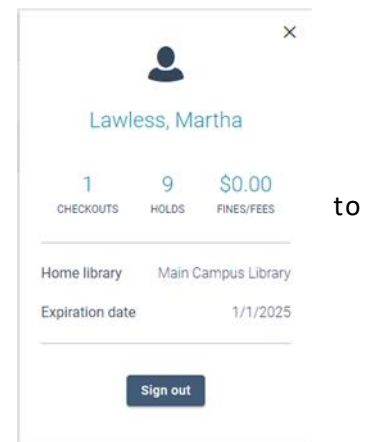 ×
Lawless, Martha
1 9 $0.00
CHECKOUTS HOLDS FINES/FEES
to
Home library Main Campus Library
Expiration date 1/1/2025
Sign out